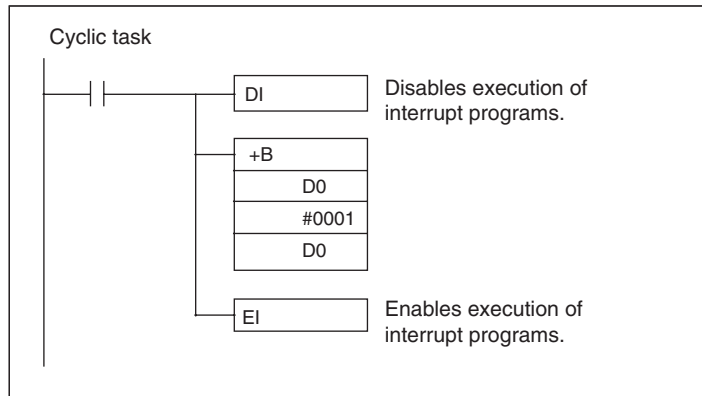 Cyclic task
DI
Disables execution of
interrupt programs.
+B
D0
#0001
D0
EI
Enables execution of
interrupt programs.